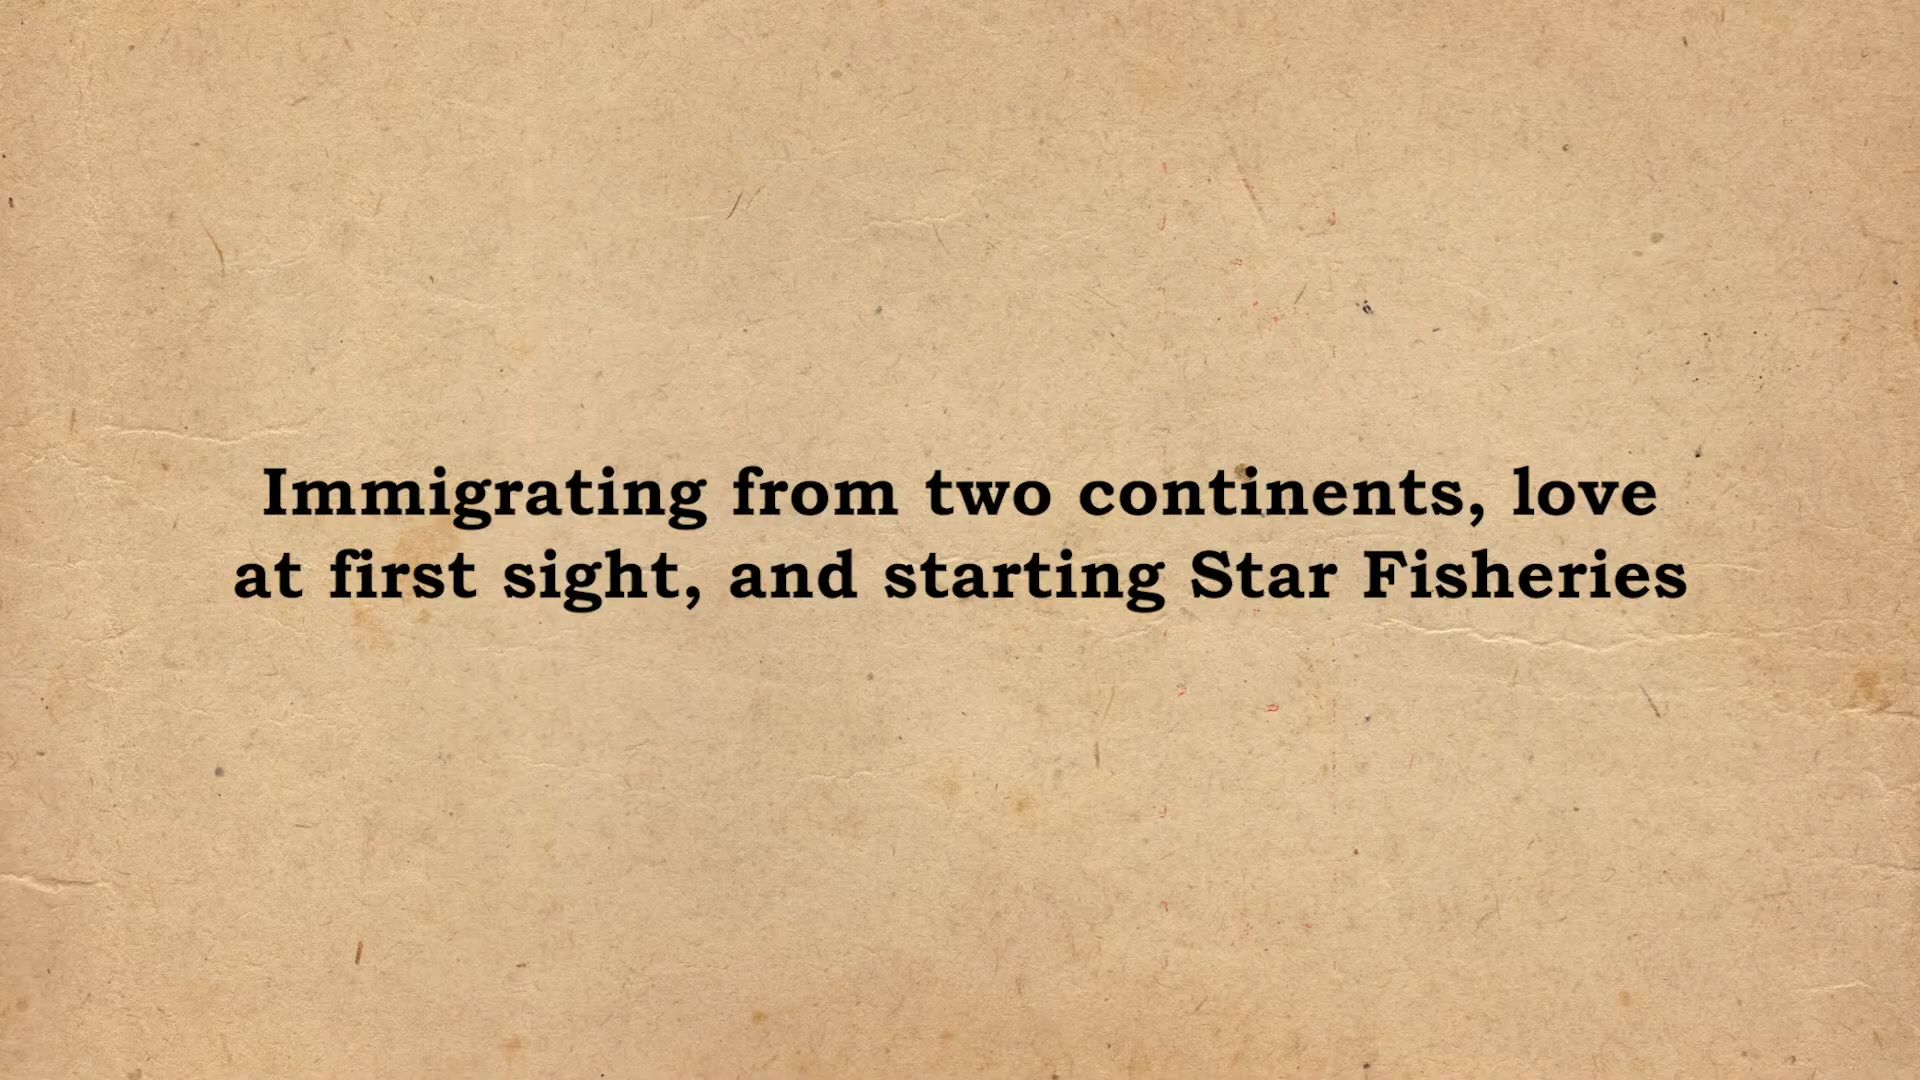 Immigrating from two continents, love
at first sight, and starting Star Fisheries